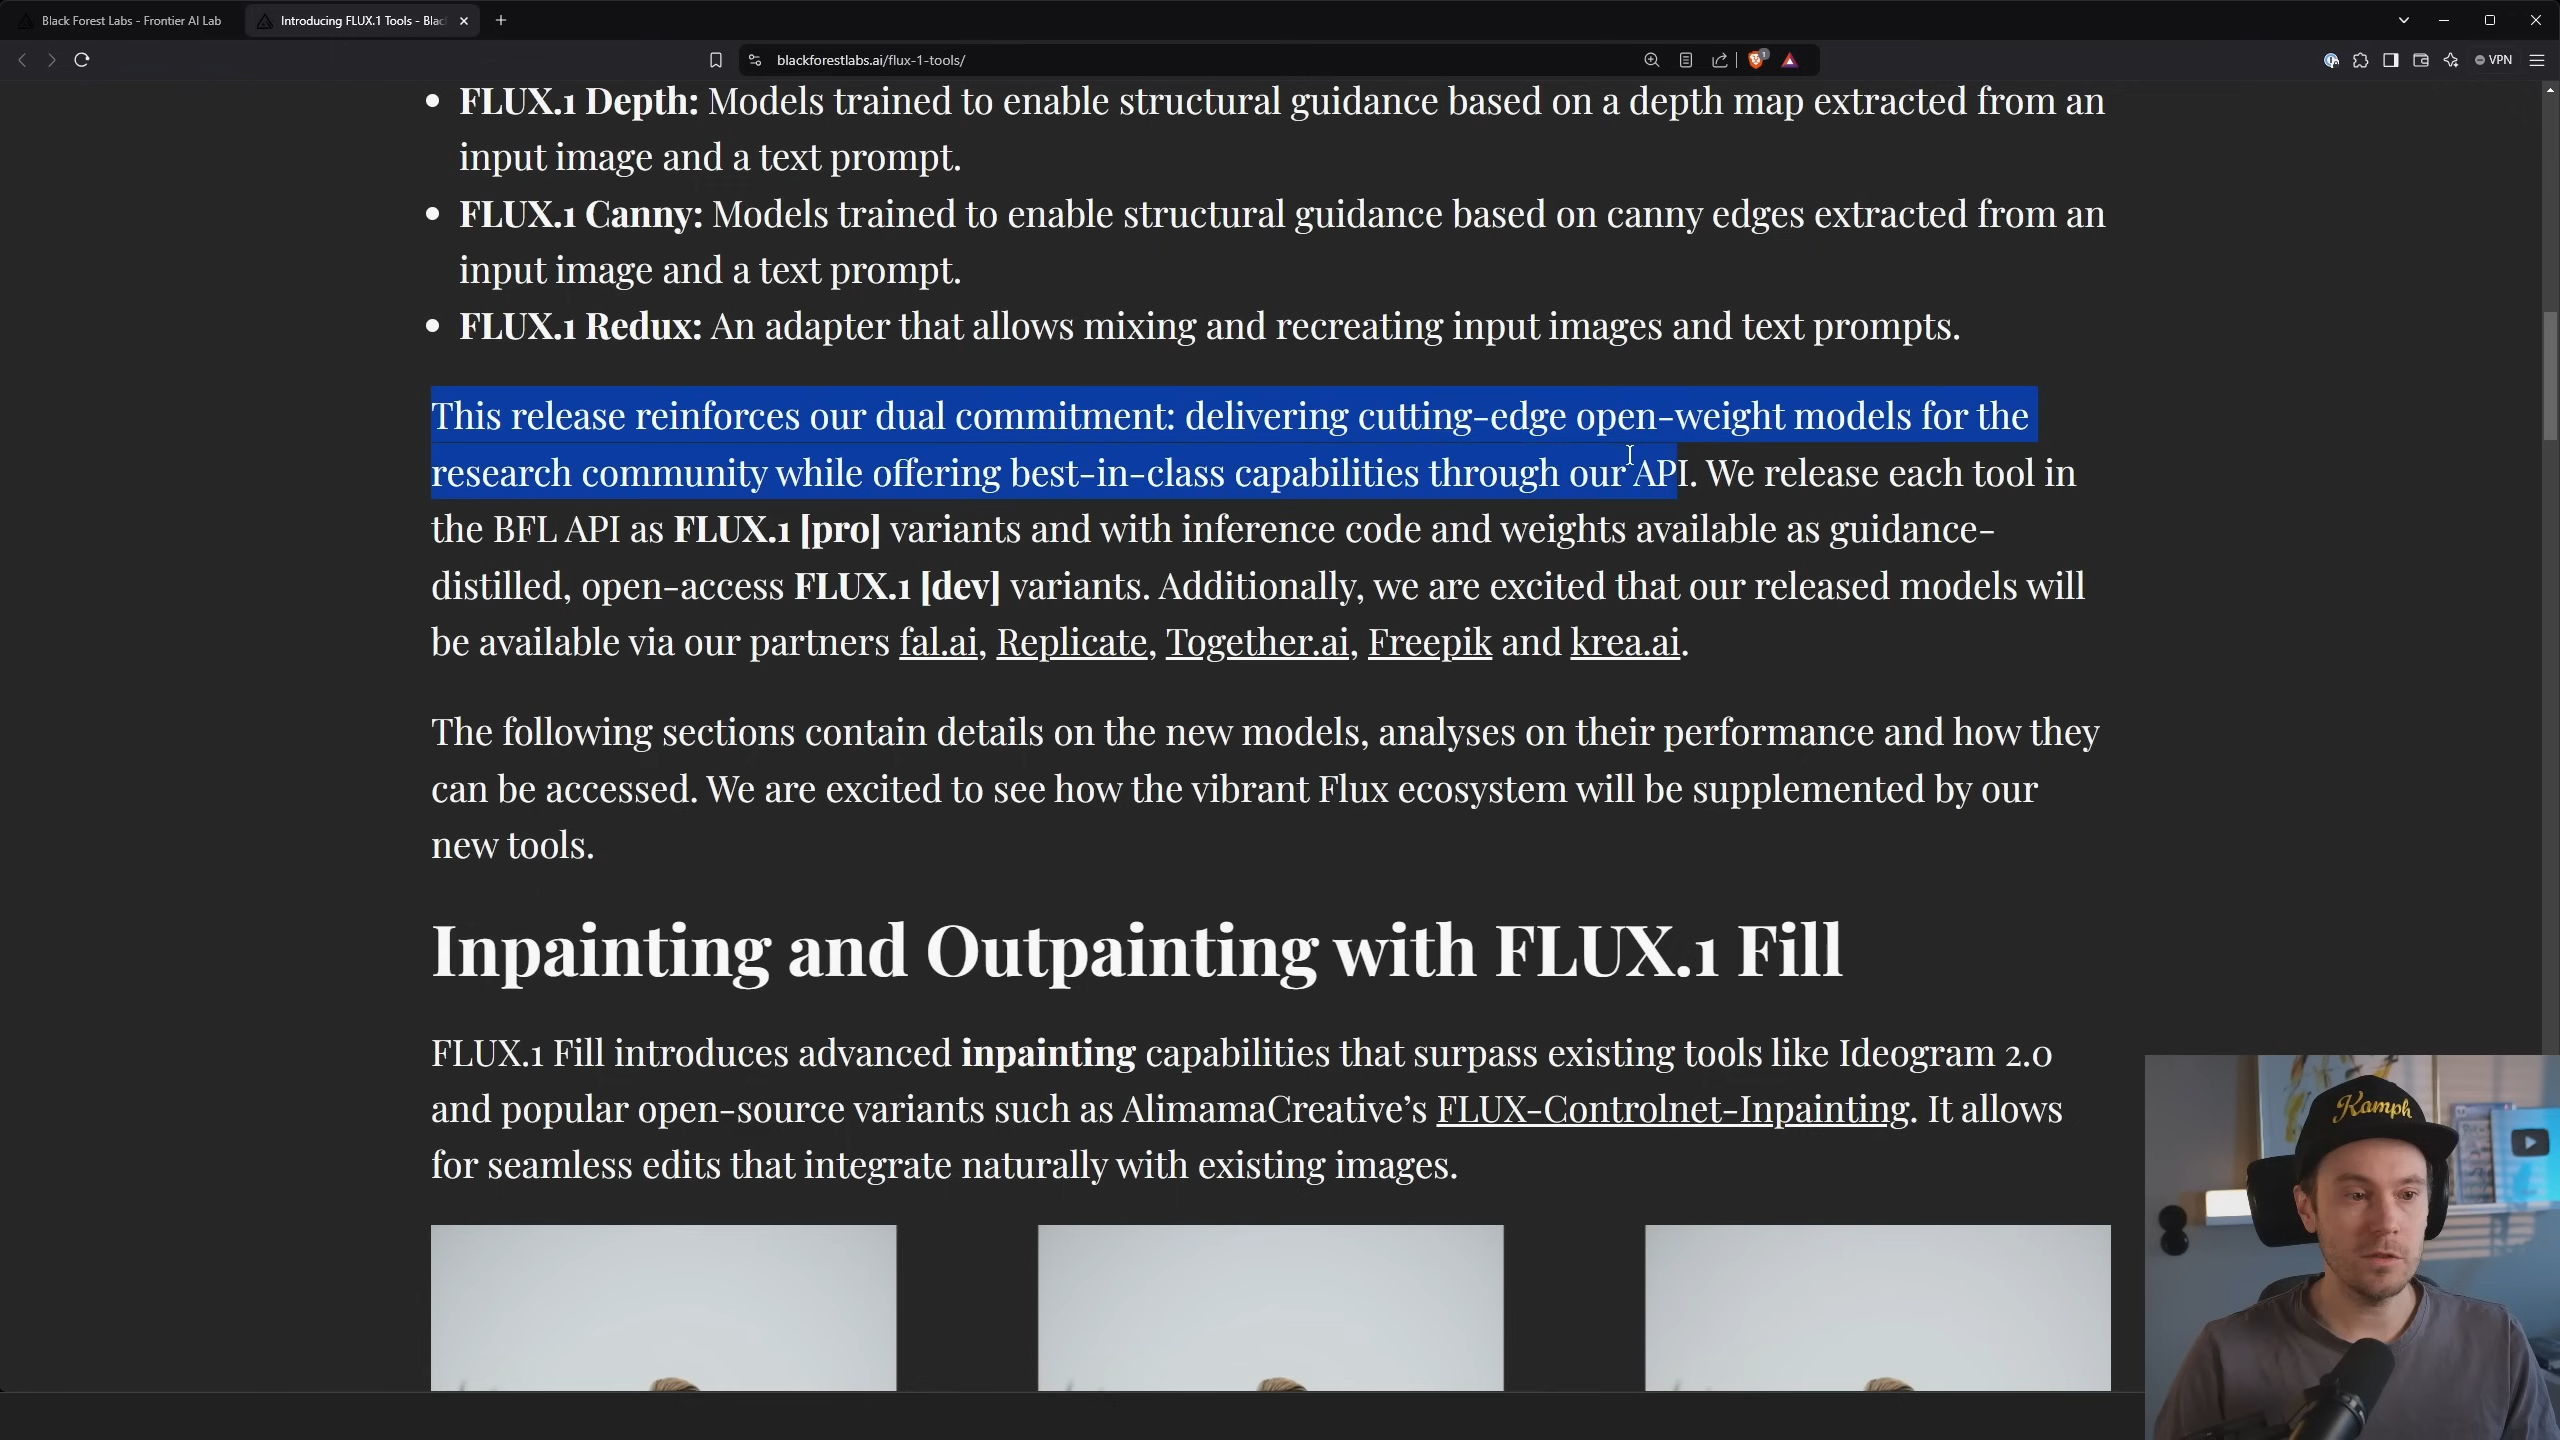 Black Forest Labs - Frontier AI Lab
Introducing FLUX.1 Tools - Blac
blackforestlabs.ai/flux-1-tools/
1
VPN
FLUX.1 Depth: Models trained to enable structural guidance based on a depth map extracted from an
input image and a text prompt.
FLUX.1 Canny: Models trained to enable structural guidance based on canny edges extracted from an
input image and a text prompt.
FLUX.1 Redux: An adapter that allows mixing and recreating input images and text prompts.
This release reinforces our dual commitment: delivering cutting-edge open-weight models for the
research community while offering best-in-class capabilities through our API. We release each tool in
the BFL API as FLUX.1 [pro] variants and with inference code and weights available as guidance-
distilled, open-access FLUX.1 [dev] variants. Additionally, we are excited that our released models will
be available via our partners fal.ai, Replicate, Together.ai, Freepik and krea.ai.
The following sections contain details on the new models, analyses on their performance and how they
can be accessed. We are excited to see how the vibrant Flux ecosystem will be supplemented by our
new tools.
Inpainting and Outpainting with FLUX.1 Fill
FLUX.1 Fill introduces advanced inpainting capabilities that surpass existing tools like Ideogram 2.0
and popular open-source variants such as AlimamaCreative’s FLUX-Controlnet-Inpainting. It allows
for seamless edits that integrate naturally with existing images.
Kamph